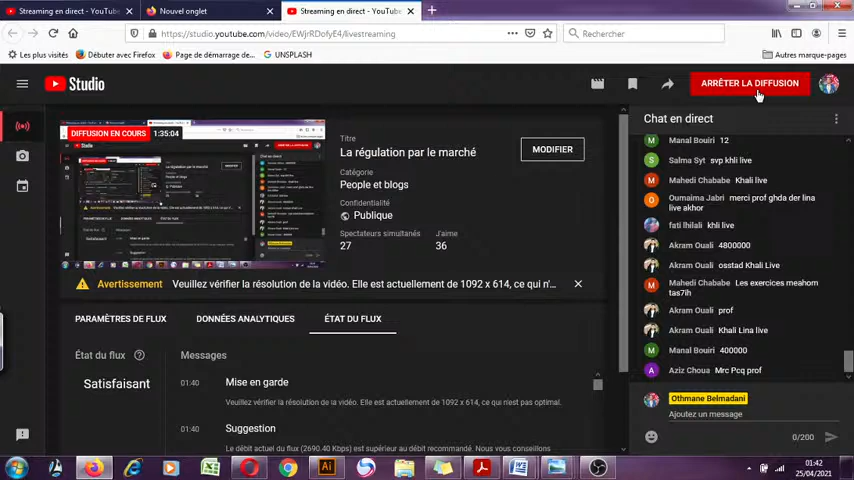 Streaming en direct - YouTube
Nouvel onglet
Streaming en direct - YouTube
https://studio.youtube.com/video/EWjrRDofyE4/livestreaming
Rechercher
Les plus visités
Débuter avec Firefox
Page de démarrage de...
UNSPLASH
Autres marque-pages
Studio
ARRÊTER LA DIFFUSION
DIFFUSION EN COURS 1:35:04
Titre
La régulation par le marché
MODIFIER
Catégorie
People et blogs
Confidentialité
Publique
Spectateurs simultanés
J'aime
27
36
Avertissement Veuillez vérifier la résolution de la vidéo. Elle est actuellement de 1092 x 614, ce qui n'...
PARAMÈTRES DE FLUX
DONNÉES ANALYTIQUES
ÉTAT DU FLUX
État du flux
Messages
Satisfaisant
01:40
Mise en garde
Veuillez vérifier la résolution de la vidéo. Elle est actuellement de 1092 x 614, ce qui n'est pas optimal.
01:40
Suggestion
Le débit actuel du flux (2690.40 Kbps) est supérieur au débit recommandé. Nous vous conseillons
Chat en direct
Manal Bouiri 12
Salma Syt svp khli live
Mahedi Chababe Khali live
Oumaima Jabri merci prof ghda der lina
live akhor
fati lhilali khli live
Akram Ouali 4800000
Akram Ouali osstad Khali Live
Mahedi Chababe Les exercices meahom
tas7ih
Akram Ouali prof
Akram Ouali Khali Lina live
Manal Bouiri 400000
Aziz Choua Mrc Pcq prof
Othmane Belmadani
Ajoutez un message
0/200
01:42
25/04/2021